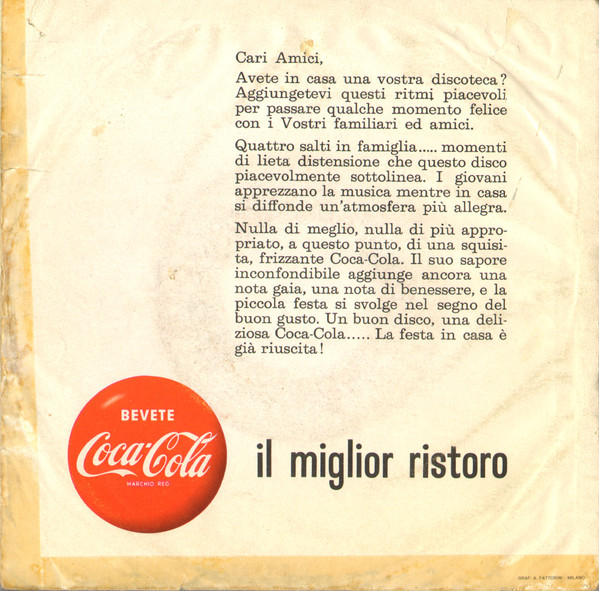 Cari Amici,
Avete in casa una vostra discoteca?
Aggiungetevi questi ritmi piacevoli
per passare qualche momento felice
con i Vostri familiari ed amici.
Quattro salti in famiglia..... momenti
di lieta distensione che questo disco
piacevolmente sottolinea. I giovani
apprezzano la musica mentre in casa
si diffonde un'atmosfera più allegra.
Nulla di meglio, nulla di più appro-
priato, a questo punto, di una squisi-
ta, frizzante Coca-Cola. Il suo sapore
inconfondibile aggiunge ancora una
nota gaia, una nota di benessere, e la
piccola festa si svolge nel segno del
buon gusto. Un buon disco, una deli-
ziosa Coca-Cola..... La festa in casa è
già riuscita!
BEVETE
Coca-Cola
MARCHIO REG
il miglior ristoro
GRAF. A. FATTORINI - MILANO